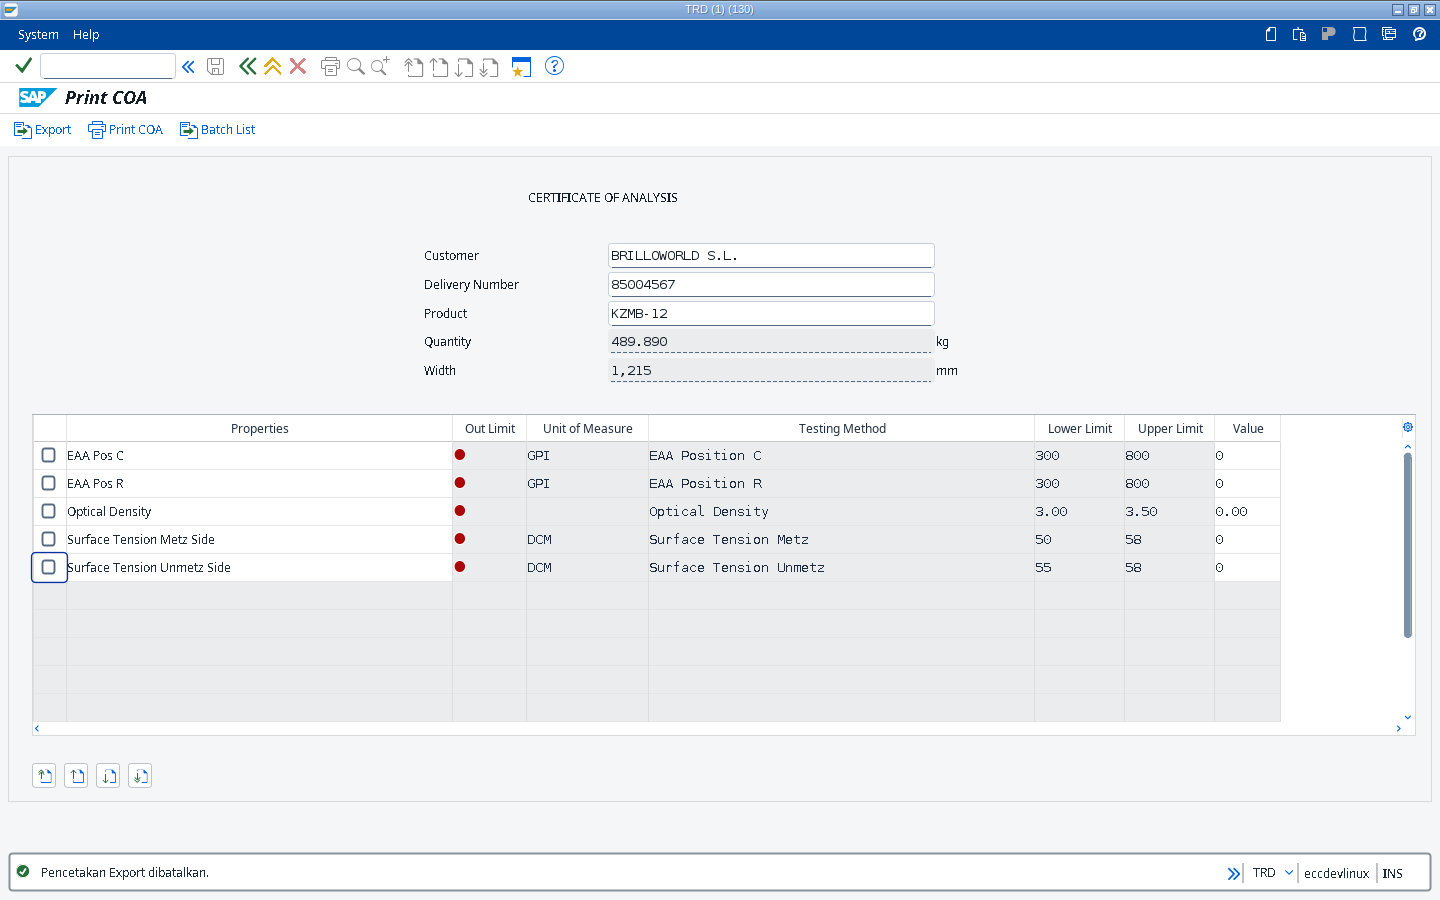 TRD (1) (130)
System Help
SAP Print COA
Export Print COA Batch List
CERTIFICATE OF ANALYSIS
Customer BRILLOWORLD S.L.
Delivery Number 85004567
Product KZMB-12
Quantity 489.890 kg
Width 1,215 mm
Properties Out Limit Unit of Measure Testing Method Lower Limit Upper Limit Value
EAA Pos C GPI EAA Position C 300 800 0
EAA Pos R GPI EAA Position R 300 800 0
Optical Density Optical Density 3.00 3.50 0.00
Surface Tension Metz Side DCM Surface Tension Metz 50 58 0
Surface Tension Unmetz Side DCM Surface Tension Unmetz 55 58 0
Pencetakan Export dibatalkan. TRD eccdevlinux INS